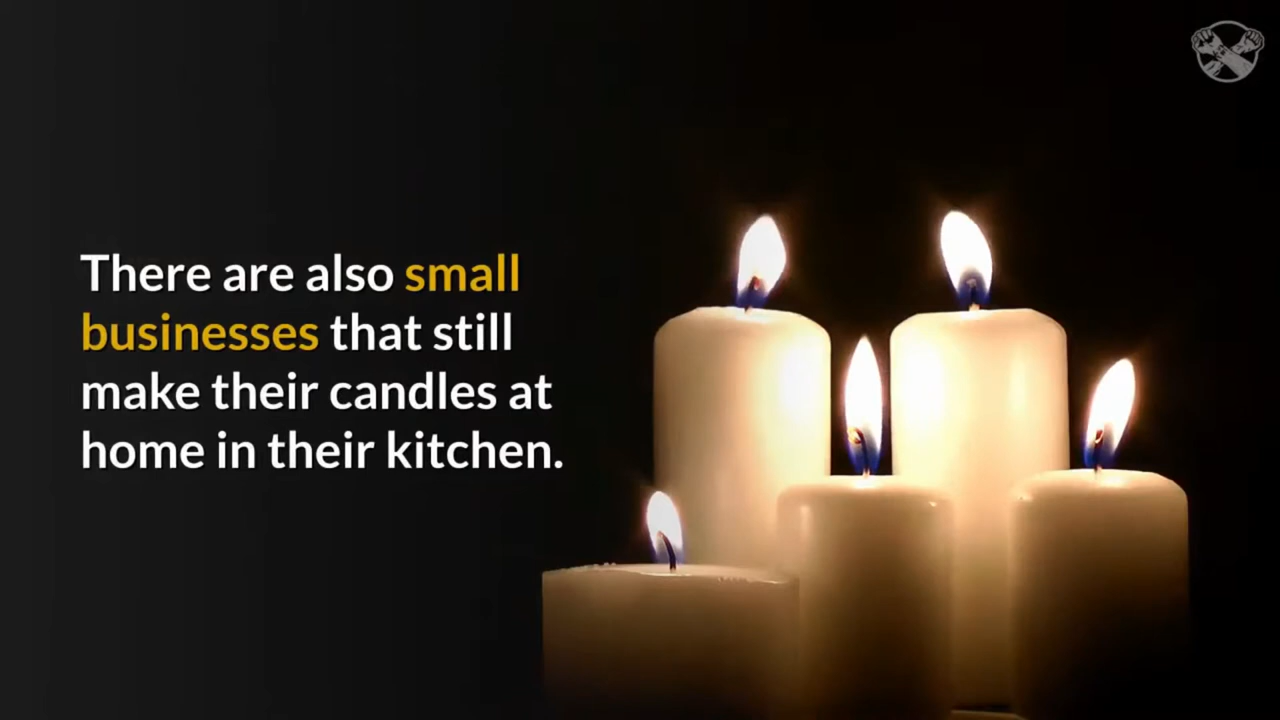 There are also small
businesses that still
make their candles at
home in their kitchen.